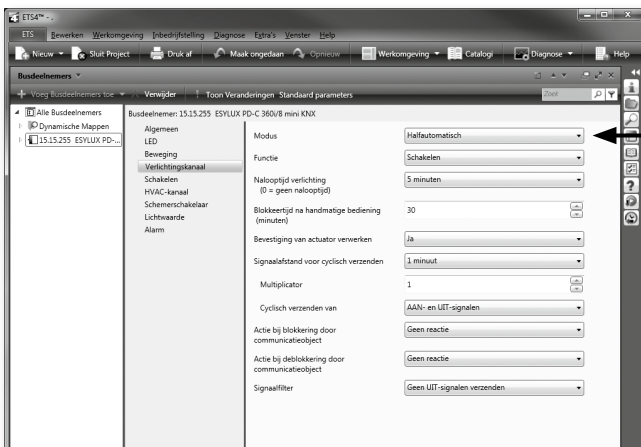 ETS4™ - .
ETS Bewerken Werkomgeving Inbedrijfstelling Diagnose Extra's Venster Help
Nieuw Sluit Project Druk af Maak ongedaan Opnieuw Werkomgeving Catalogi Diagnose Help
Busdeelnemers
Voeg Busdeelnemers toe Verwijder Toon Veranderingen Standaard parameters Zoek
Alle Busdeelnemers
Dynamische Mappen
15.15.255 ESYLUX PD-...
Busdeelnemer: 15.15.255 ESYLUX PD-C 360i/8 mini KNX
Algemeen
LED
Beweging
Verlichtingskanaal
Schakelen
HVAC-kanaal
Schemerschakelaar
Lichtwaarde
Alarm
Modus Halfautomatisch
Functie Schakelen
Nalooptijd verlichting 5 minuten
(0 = geen nalooptijd)
Blokkeertijd na handmatige bediening 30
(minuten)
Bevestiging van actuator verwerken Ja
Signaalafstand voor cyclisch verzenden 1 minuut
Multiplicator 1
Cyclisch verzenden van AAN- en UIT-signalen
Actie bij blokkering door Geen reactie
communicatieobject
Actie bij deblokkering door Geen reactie
communicatieobject
Signaalfilter Geen UIT-signalen verzenden